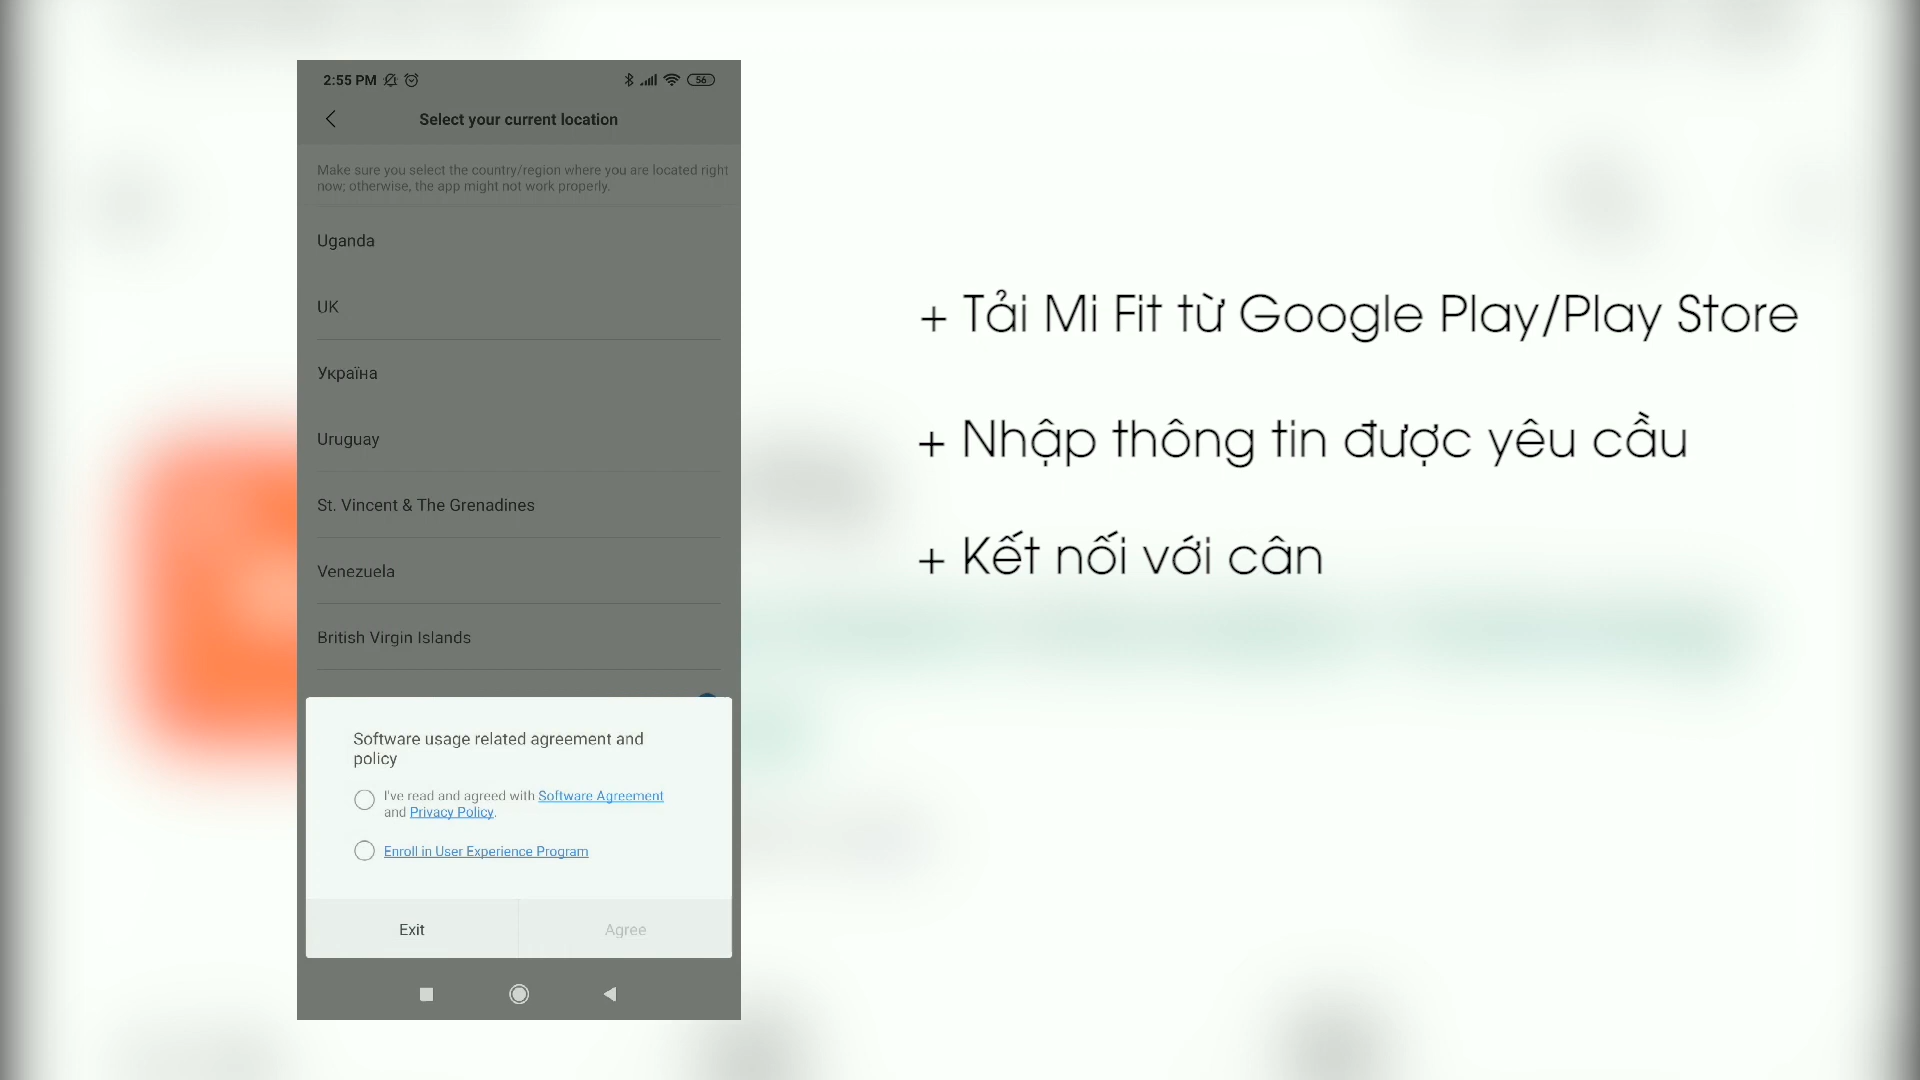 2:55 PM
56
Select your current location
Make sure you select the country/region where you are located right
now; otherwise, the app might not work properly.
Uganda
UK
Україна
Uruguay
St. Vincent & The Grenadines
Venezuela
British Virgin Islands
Software usage related agreement and
policy
I've read and agreed with Software Agreement
and Privacy Policy.
Enroll in User Experience Program
Exit
Agree
+ Tải Mi Fit từ Google Play/Play Store
+ Nhập thông tin được yêu cầu
+ Kết nối với cân